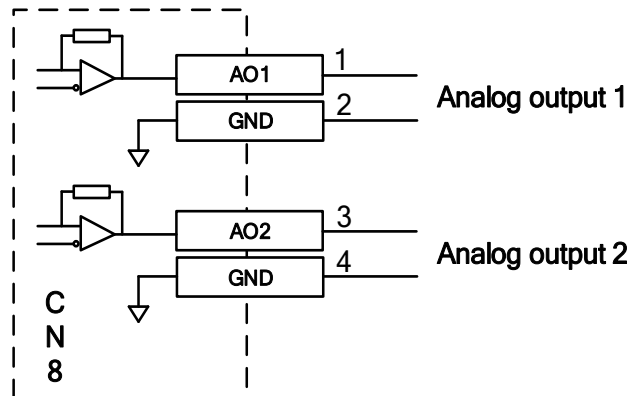 AO1
1
GND
2
Analog output 1
AO2
3
GND
4
Analog output 2
C
N
8